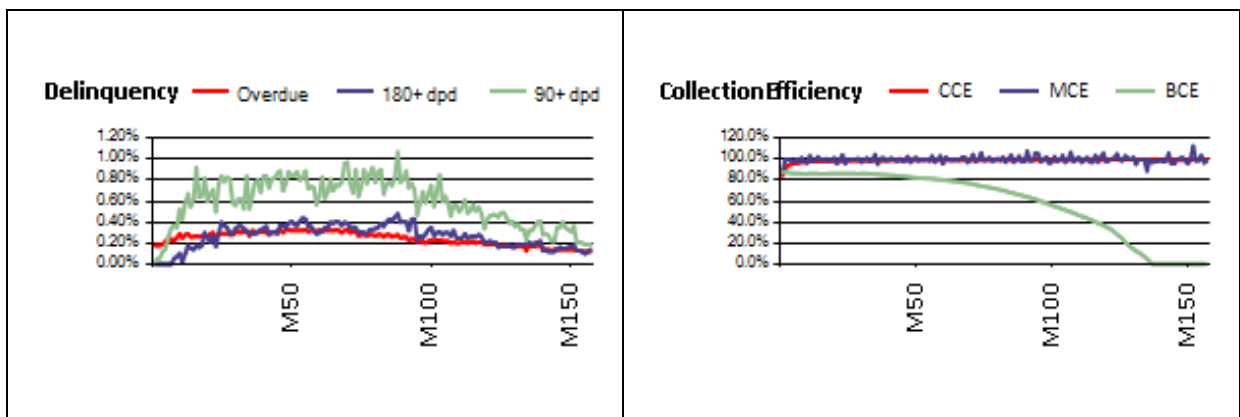 Delinquency Overdue 180+ dpd 90+ dpd
1.20%
1.00%
0.80%
0.60%
0.40%
0.20%
0.00%
M50
M100
M150
Collection Efficiency CCE MCE BCE
120.0%
100.0%
80.0%
60.0%
40.0%
20.0%
0.0%
M50
M100
M150